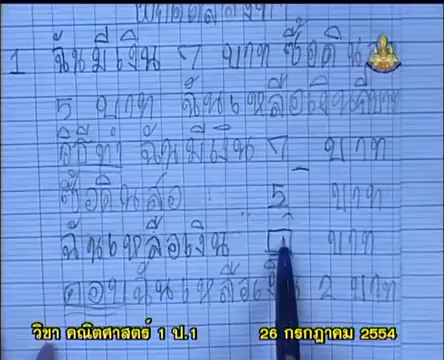 1 ฉันมีเงิน 7 บาท ซื้อดินสอ
5 บาท ฉันเหลือเงินกี่บาท
วิธีทำ ฉันมีเงิน 7 บาท
ซื้อดินสอ 5 บาท
ฉันเหลือเงิน บาท
ตอบ ฉันเหลือเงิน 2 บาท
วิชา คณิตศาสตร์ 1 ป.1 26 กรกฎาคม 2554